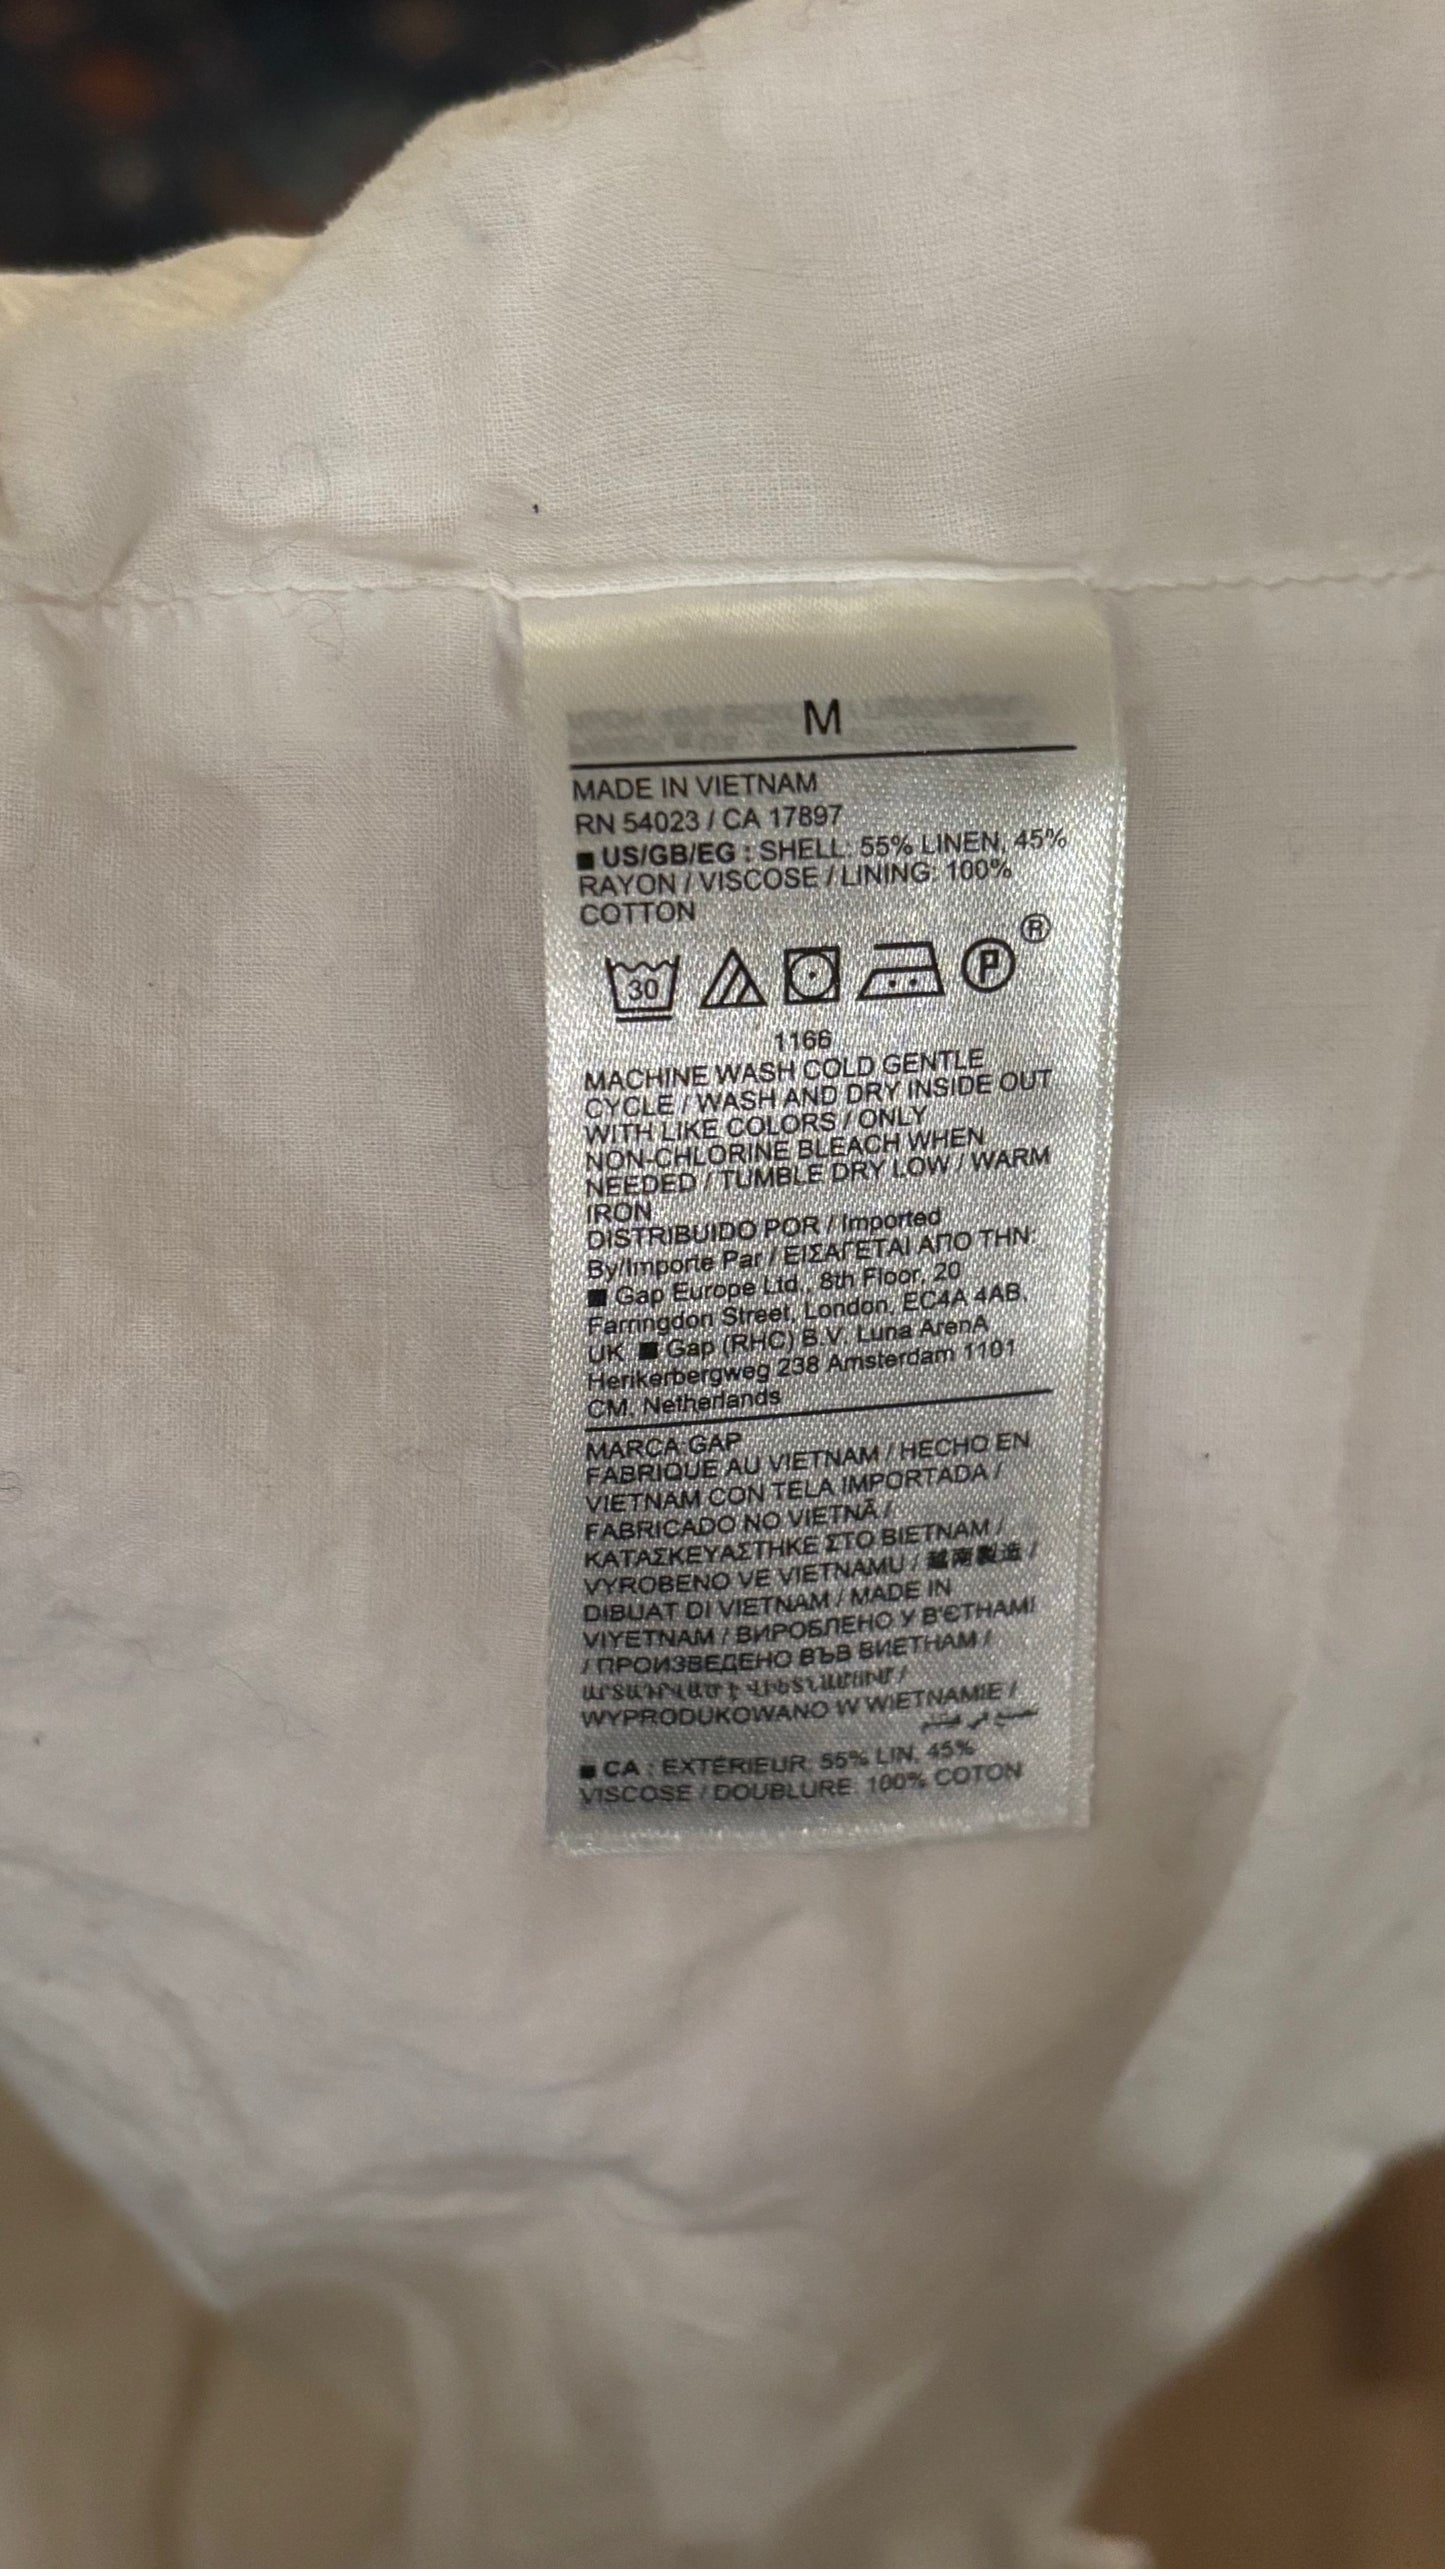 M
MADE IN VIETNAM
RN 54023 / CA 17897
■ US/GB/EG : SHELL: 55% LINEN, 45%
RAYON / VISCOSE / LINING: 100%
COTTON
30 P ®
1166
MACHINE WASH COLD GENTLE
CYCLE / WASH AND DRY INSIDE OUT
WITH LIKE COLORS / ONLY
NON-CHLORINE BLEACH WHEN
NEEDED / TUMBLE DRY LOW / WARM
IRON
DISTRIBUIDO POR / Imported
By/Importe Par / ΕΙΣΑΓΕΤΑΙ ΑΠΟ ΤΗΝ:
■ Gap Europe Ltd., 8th Floor, 20
Farringdon Street, London, EC4A 4AB,
UK ■ Gap (RHC) B.V. Luna ArenA
Herikerbergweg 238 Amsterdam 1101
CM, Netherlands
MARCA:GAP
FABRIQUE AU VIETNAM / HECHO EN
VIETNAM CON TELA IMPORTADA /
FABRICADO NO VIETNÃ /
ΚΑΤΑΣΚΕΥΑΣΤΗΚΕ ΣΤΟ ΒΙΕΤΝΑΜ /
VYROBENO VE VIETNAMU / 越南製造 /
DIBUAT DI VIETNAM / MADE IN
VIYETNAM / ВИРОБЛЕНО У В'ЄТНАМІ
/ ПРОИЗВЕДЕНО ВЪВ ВИЕТНАМ /
ԱՐՏԱԴՐՎԱԾ Է ՎԻԵՏՆԱՄՈՒՄ /
WYPRODUKOWANO W WIETNAMIE /
صنع في فيتنام
■ CA : EXTÉRIEUR: 55% LIN, 45%
VISCOSE / DOUBLURE: 100% COTON